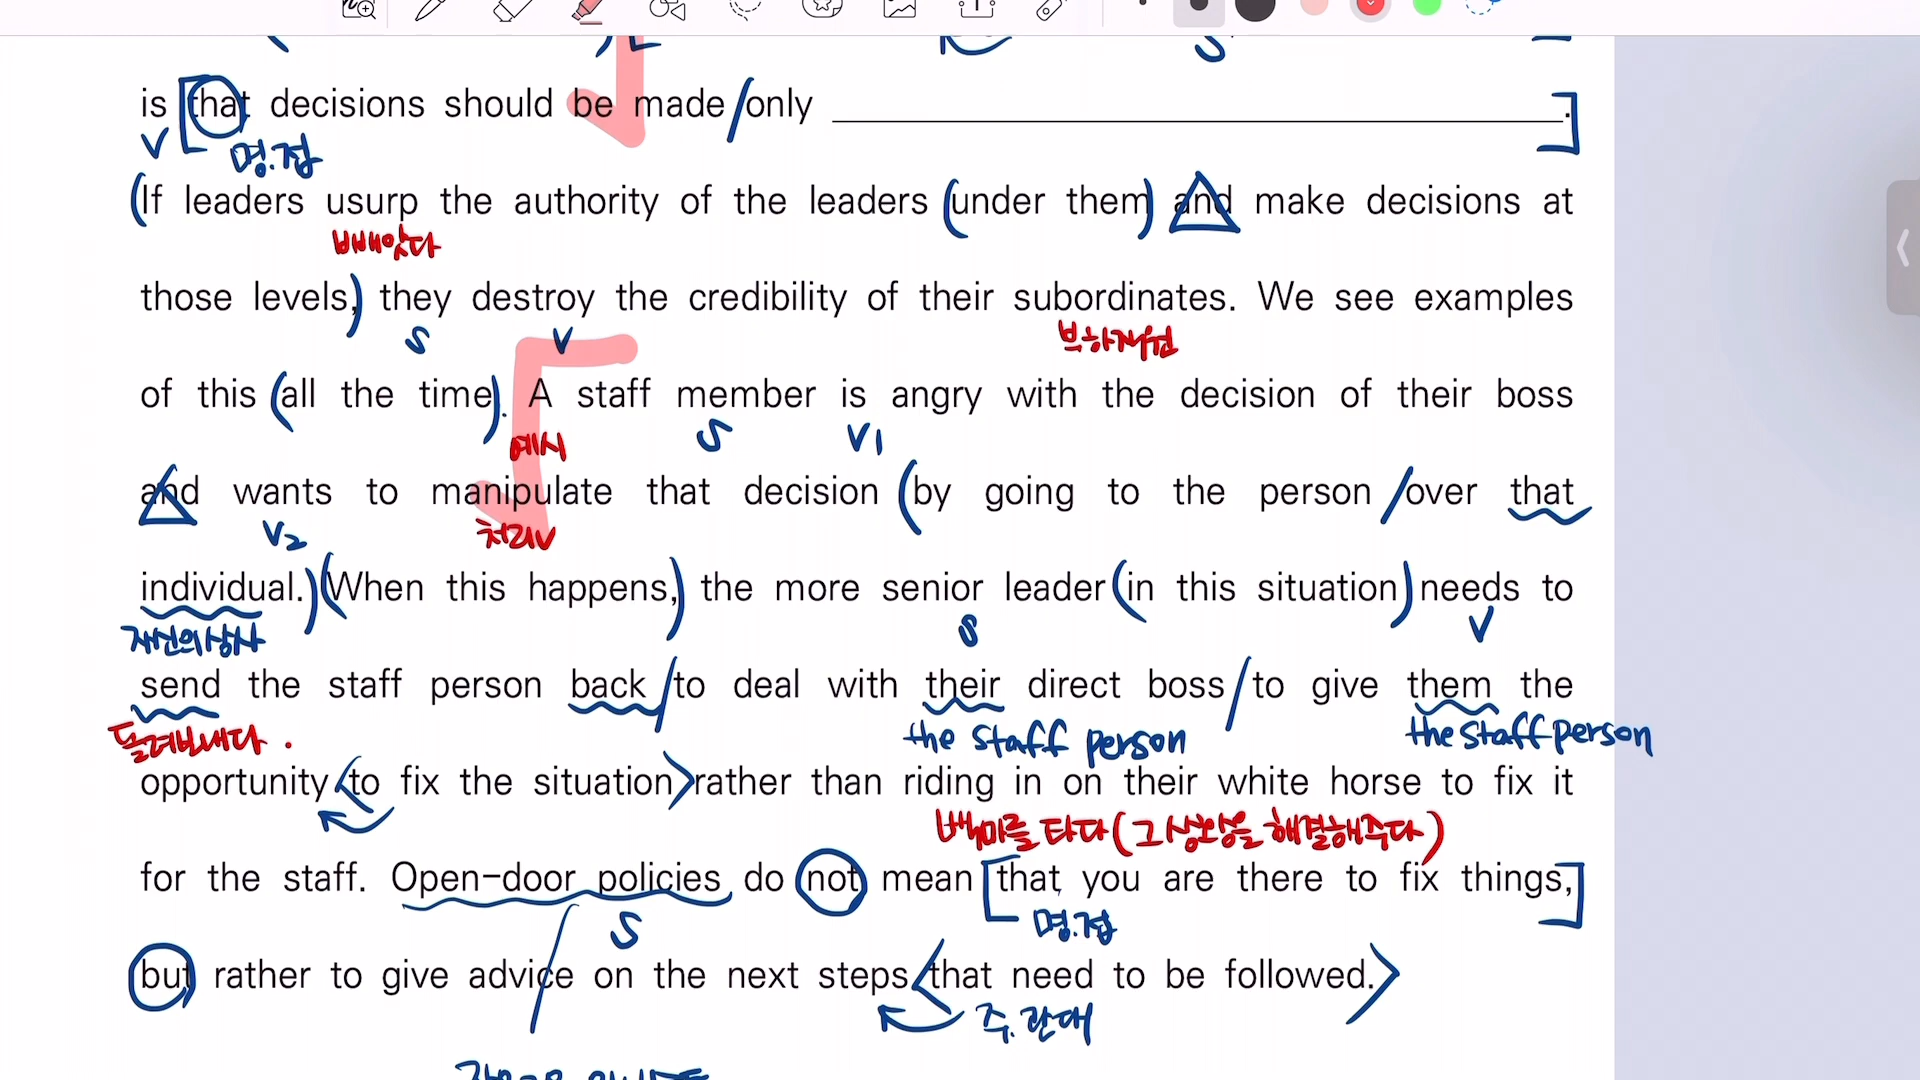 is that decisions should be made/only ____________.
V 명.접
(If leaders usurp the authority of the leaders (under them) and make decisions at
빼앗다
those levels,) they destroy the credibility of their subordinates. We see examples
S V 부하직원
of this (all the time). A staff member is angry with the decision of their boss
예시 S V1
and wants to manipulate that decision (by going to the person /over that
V2 처리V
individual.) (When this happens,) the more senior leader (in this situation) needs to
자신의상사 S V
send the staff person back /to deal with their direct boss /to give them the
돌려보내다. the staff person the staff person
opportunity <to fix the situation> rather than riding in on their white horse to fix it
백마를 타다 (그상황을 해결해주다)
for the staff. Open-door policies do not mean [that you are there to fix things,]
S 명.접
but rather to give advice on the next steps <that need to be followed.>
주.관대